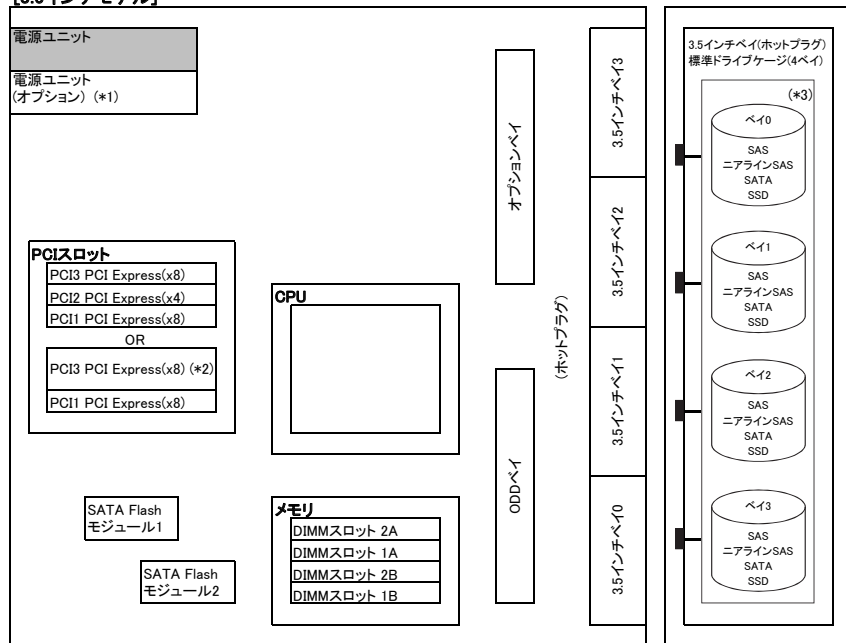 [3.5インチモデル]
電源ユニット
電源ユニット
(オプション) (*1)
PCIスロット
PCI3 PCI Express(x8)
PCI2 PCI Express(x4)
PCI1 PCI Express(x8)
OR
PCI3 PCI Express(x8) (*2)
PCI1 PCI Express(x8)
SATA Flash
モジュール1
SATA Flash
モジュール2
CPU
メモリ
DIMMスロット 2A
DIMMスロット 1A
DIMMスロット 2B
DIMMスロット 1B
オプションベイ
ODDベイ
(ホットプラグ)
3.5インチベイ3
3.5インチベイ2
3.5インチベイ1
3.5インチベイ0
3.5インチベイ(ホットプラグ)
標準ドライブケージ(4ベイ)
(*3)
ベイ0
SAS
ニアラインSAS
SATA
SSD
ベイ1
SAS
ニアラインSAS
SATA
SSD
ベイ2
SAS
ニアラインSAS
SATA
SSD
ベイ3
SAS
ニアラインSAS
SATA
SSD